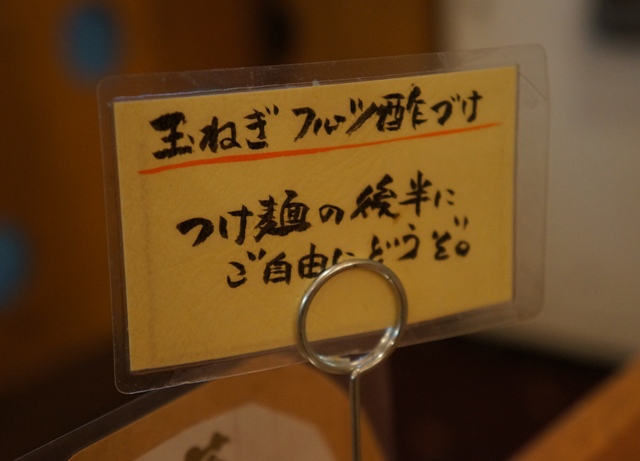 玉ねぎ フルーツ酢づけ
つけ麺の後半に
ご自由にどうぞ。